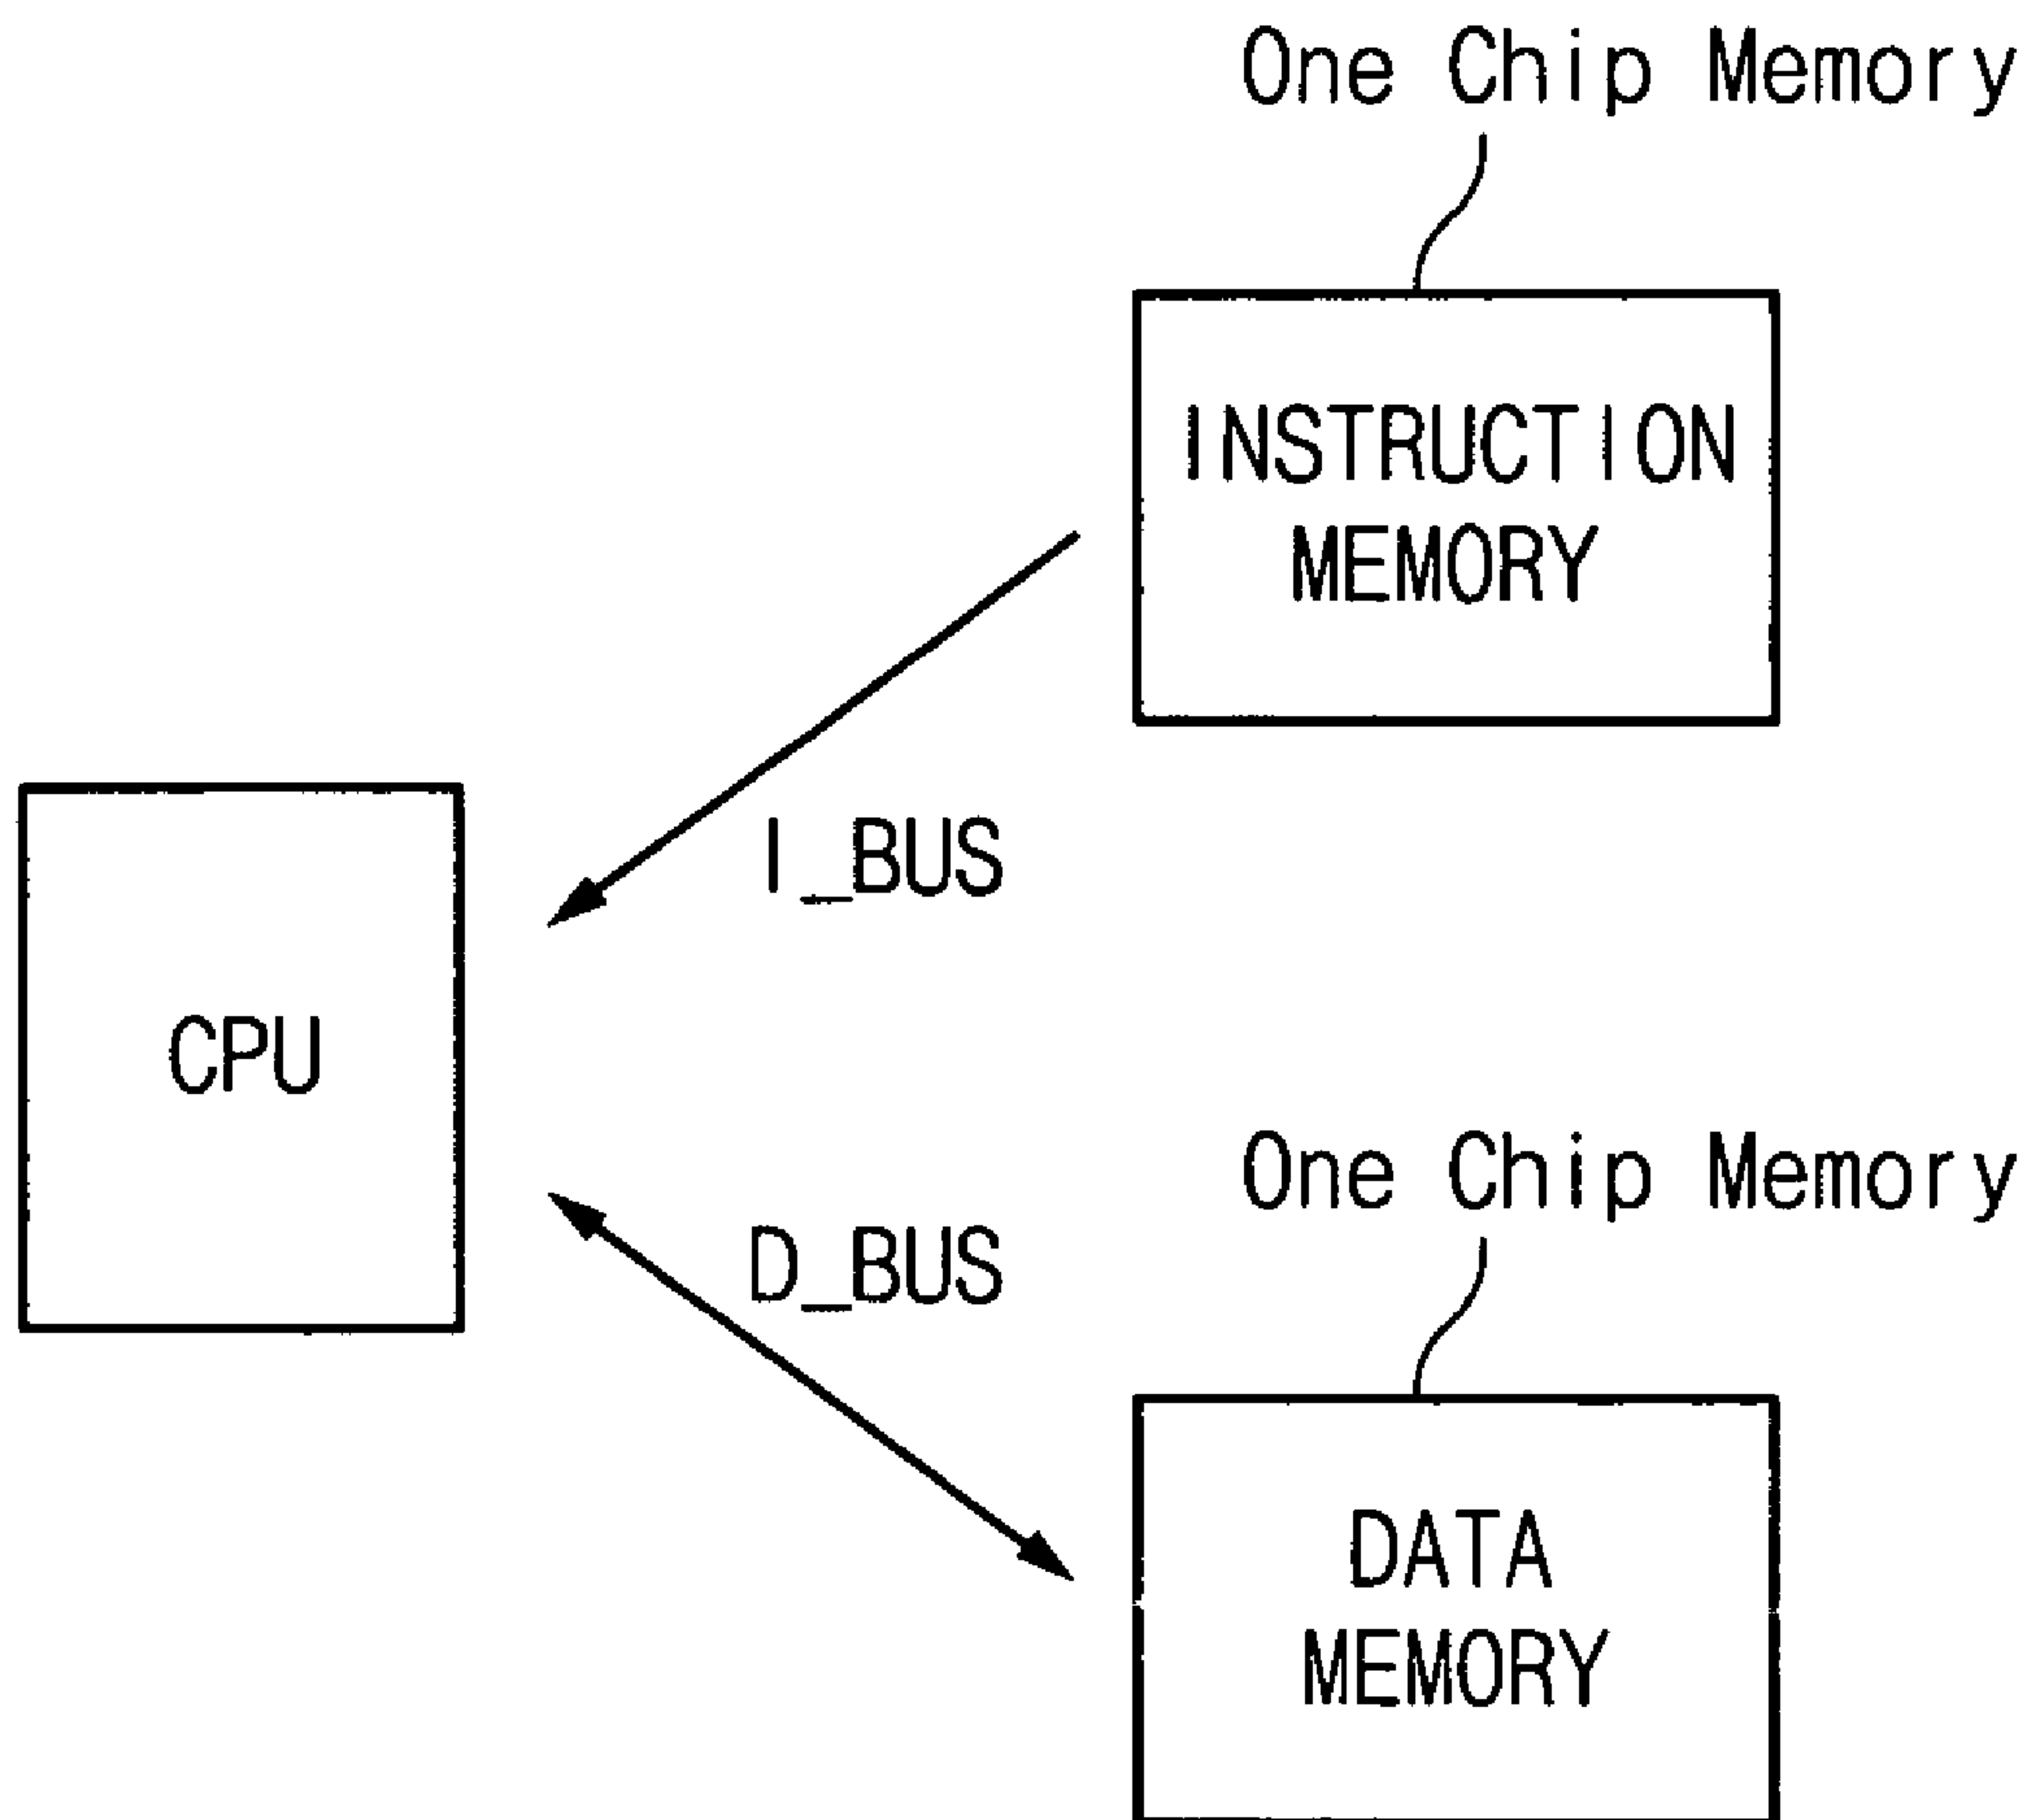 One Chip Memory
INSTRUCTION
MEMORY
I_BUS
CPU
D_BUS
One Chip Memory
DATA
MEMORY